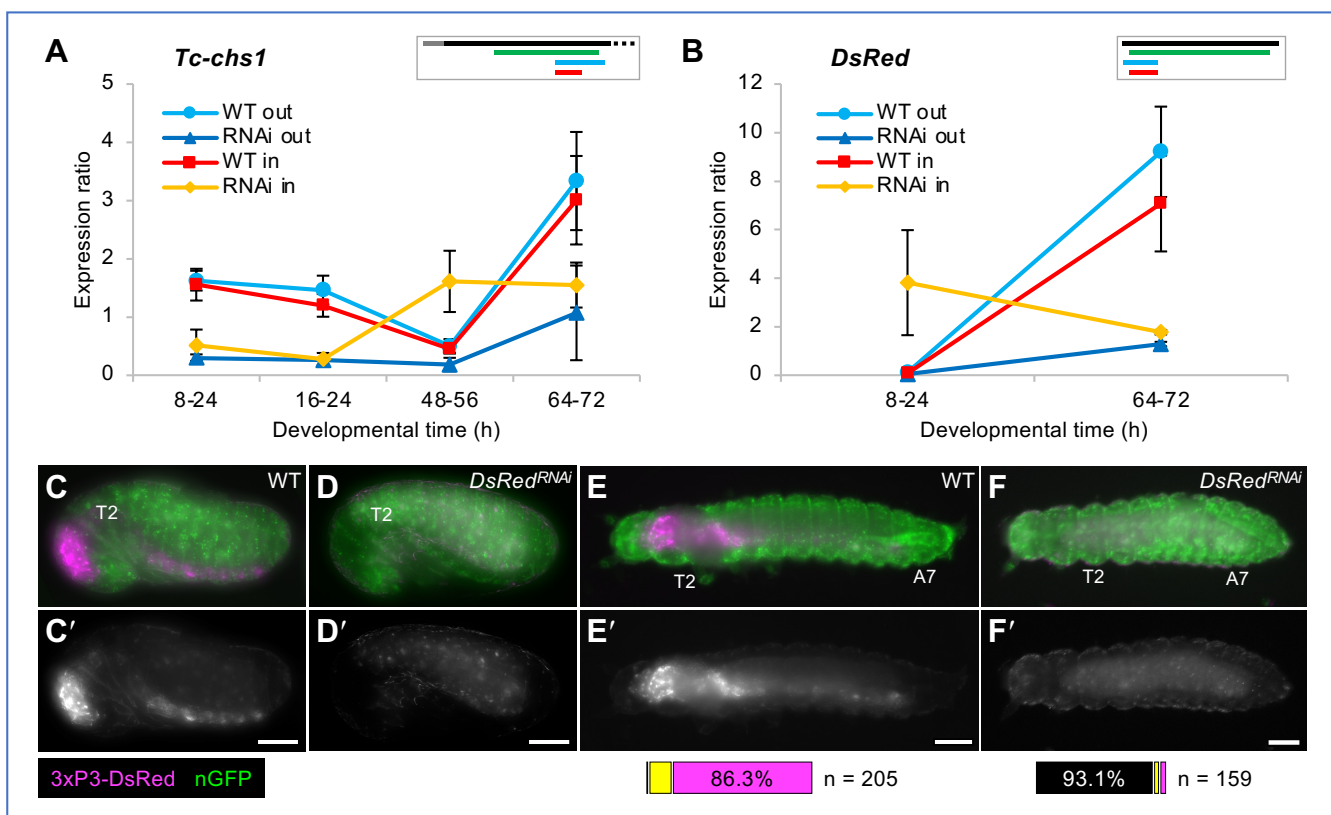 A
Tc-chs1
5
4
3
2
1
0
Expression ratio
WT out
RNAi out
WT in
RNAi in
8-24
16-24
48-56
64-72
Developmental time (h)
B
DsRed
12
10
8
6
4
2
0
Expression ratio
WT out
RNAi out
WT in
RNAi in
8-24
64-72
Developmental time (h)
C
WT
T2
D
DsRedRNAi
T2
E
WT
T2
A7
F
DsRedRNAi
T2
A7
C′
D′
E′
F′
3xP3-DsRed nGFP
86.3% n = 205
93.1% n = 159